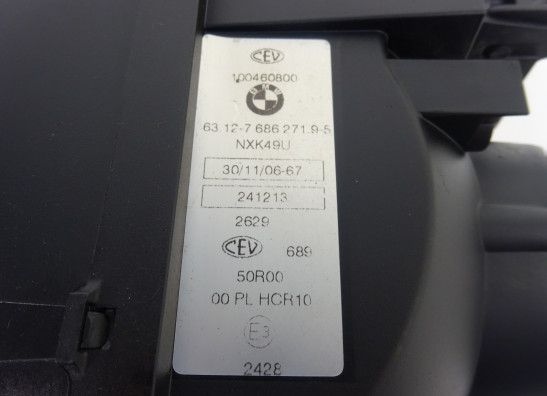 CEV
100460800
BMW
63.12-7 686 271.9-5
NXK49U
30/11/06-67
241213
2629
CEV 689
50R00
00 PL HCR10
E3
2428